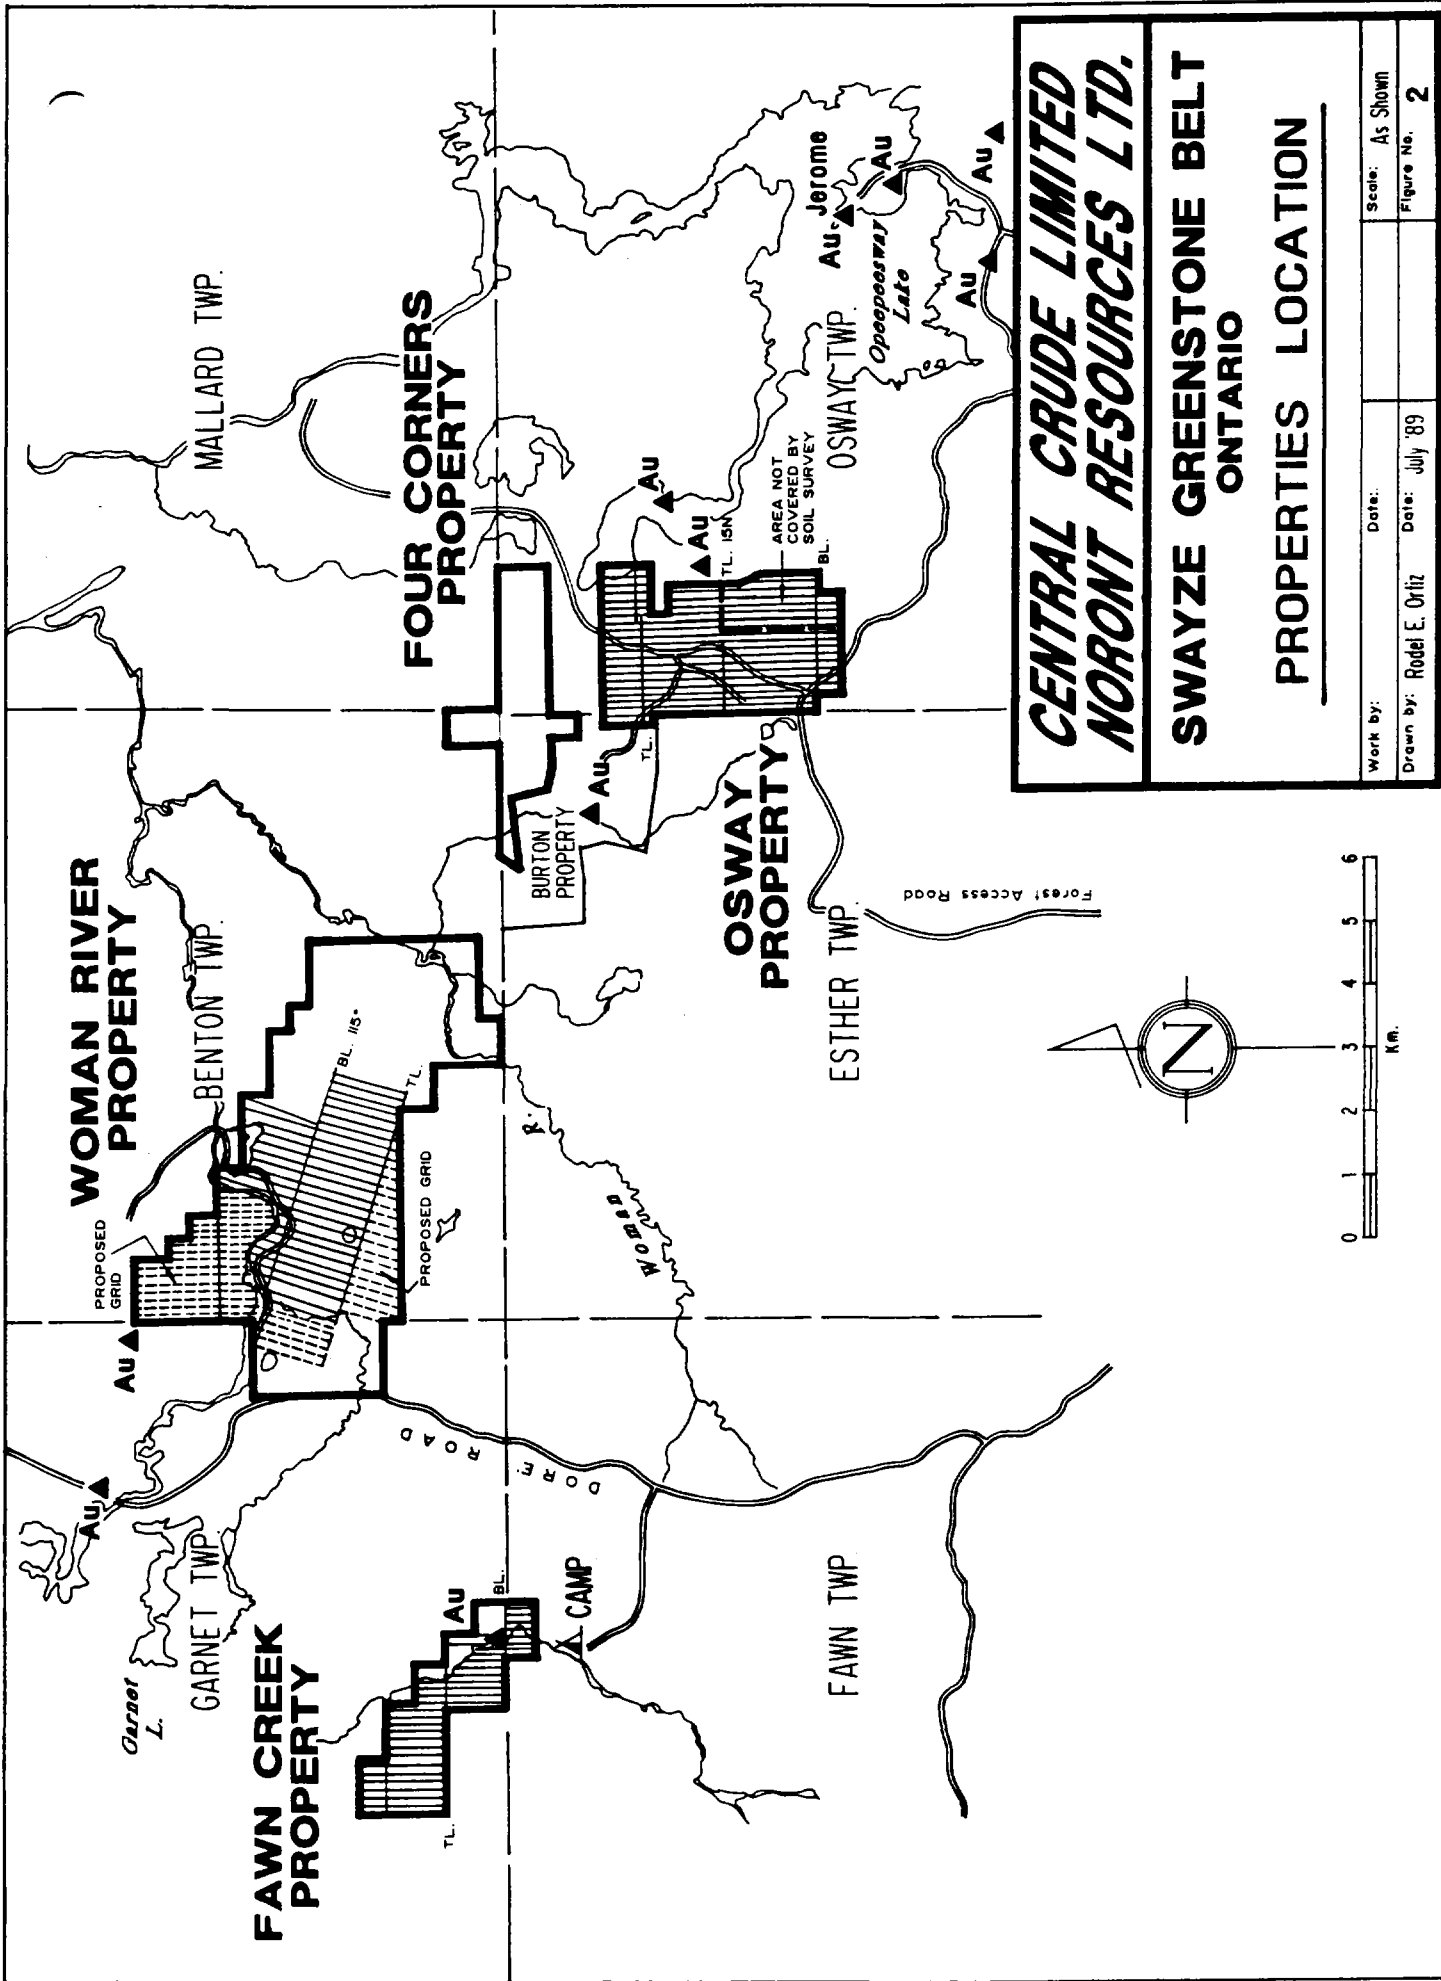 MALLARD TWP.
FOUR CORNERS
PROPERTY
WOMAN RIVER
PROPERTY
BENTON TWP.
PROPOSED
GRID
BL. 115°
TL.
PROPOSED GRID
Au
Au
Garnet
L.
GARNET TWP.
FAWN CREEK
PROPERTY
TL.
Au
BL.
CAMP
DORE ROAD
FAWN TWP.
Woman R.
ESTHER TWP.
Forest Access Road
BURTON
PROPERTY
Au
TL.
OSWAY
PROPERTY
Au
Au
TL. 15N
AREA NOT
COVERED BY
SOIL SURVEY
BL.
OSWAY TWP.
Opeepeesway
Lake
Au
Jerome
Au
Au
Au
N
0 1 2 3 4 5 6
Km.
CENTRAL CRUDE LIMITED
NORONT RESOURCES LTD.
SWAYZE GREENSTONE BELT
ONTARIO
PROPERTIES LOCATION
Work by: Date: Scale: As Shown
Drawn by: Rodel E. Ortiz Date: July '89 Figure No. 2